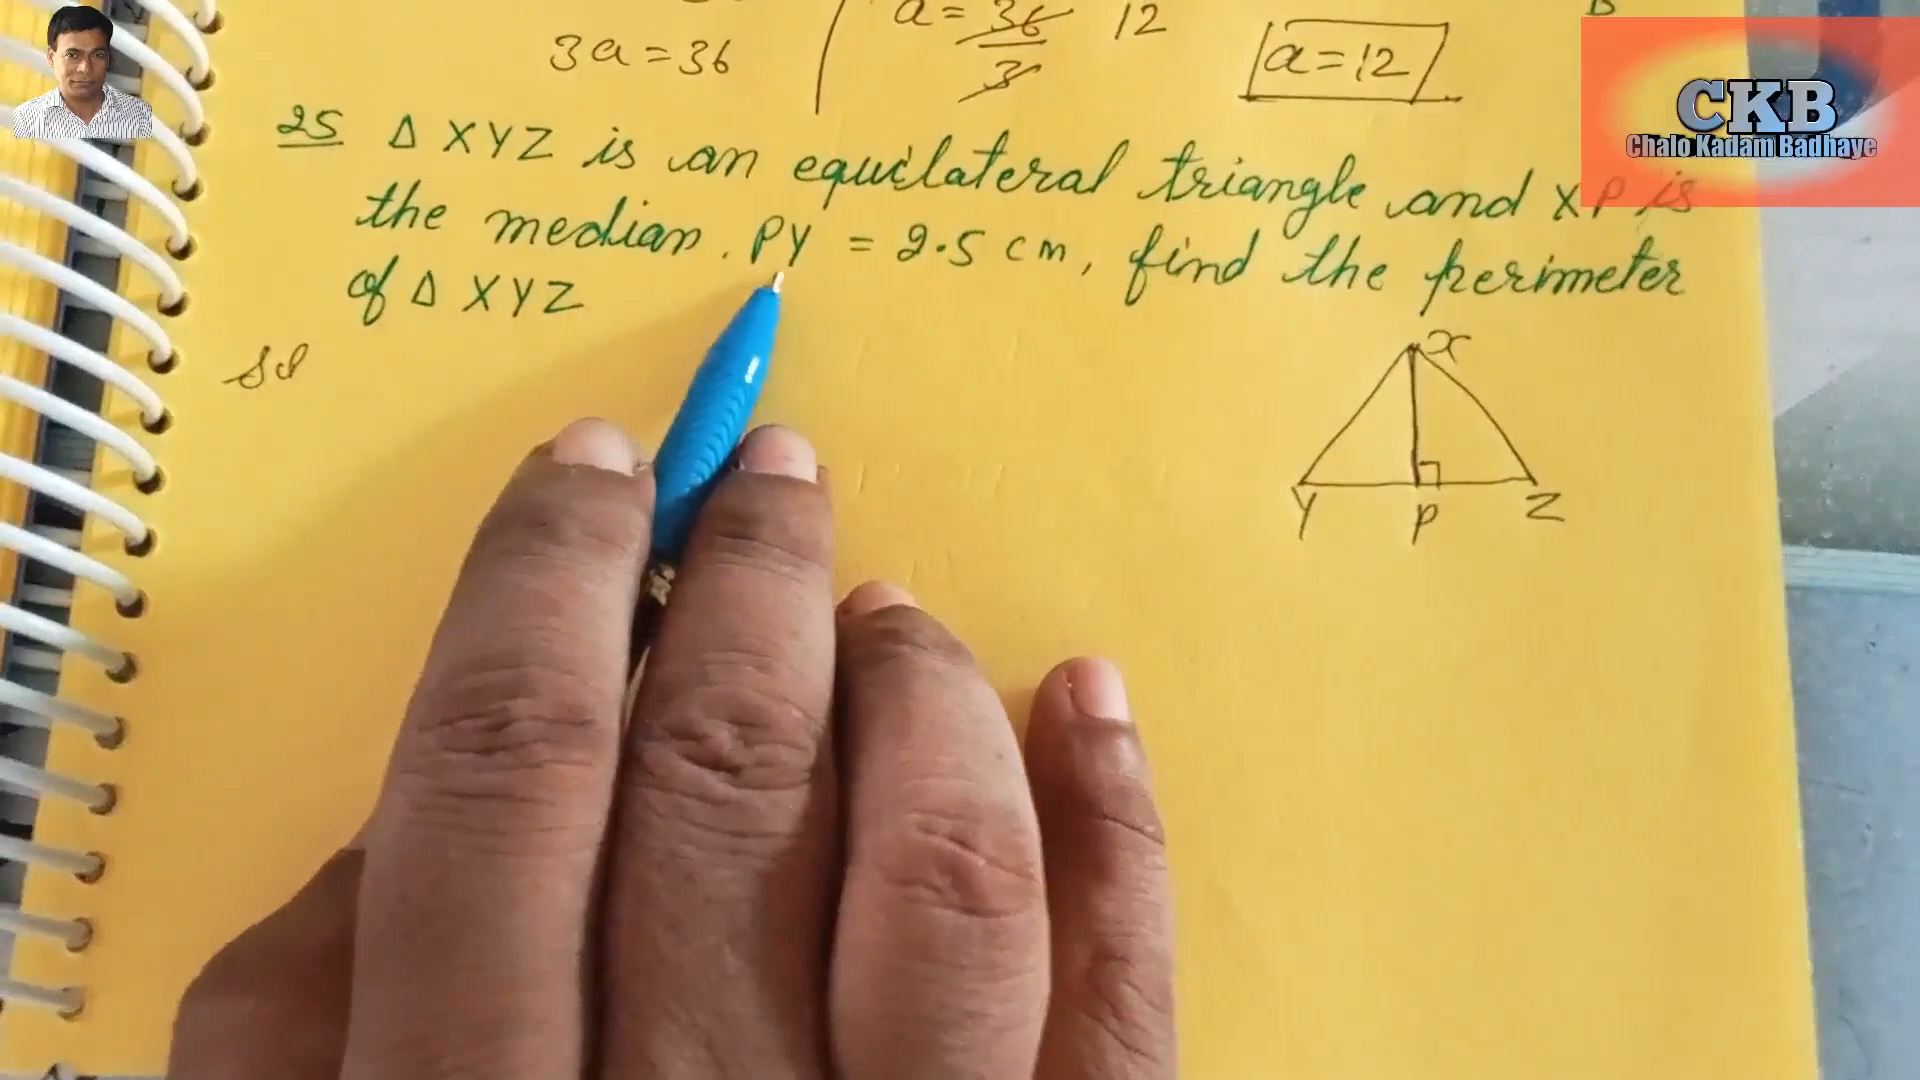 a = 36 12
3a = 36
3
a = 12
B
CKB
Chalo Kadam Badhaye
25 Δ XYZ is an equilateral triangle and XP is
the median. PY = 2.5 cm, find the perimeter
of Δ XYZ
Sol
X
Y P Z